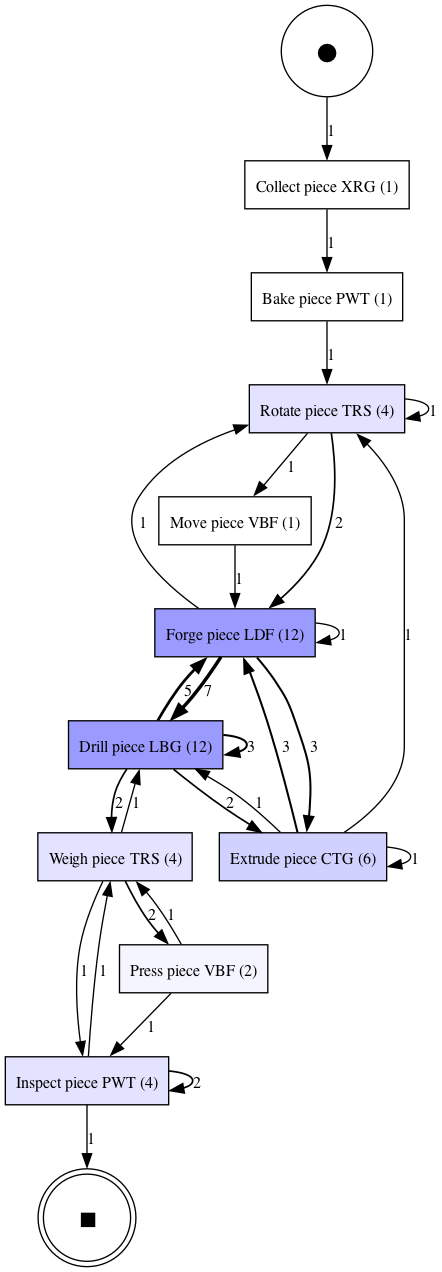 1
Collect piece XRG (1)
1
Bake piece PWT (1)
1
Rotate piece TRS (4)
1
1
2
Move piece VBF (1)
1
1
1
Forge piece LDF (12)
1
5
7
3
3
Drill piece LBG (12)
3
2
1
2
1
Weigh piece TRS (4)
Extrude piece CTG (6)
1
2
1
1
1
Press piece VBF (2)
1
Inspect piece PWT (4)
2
1